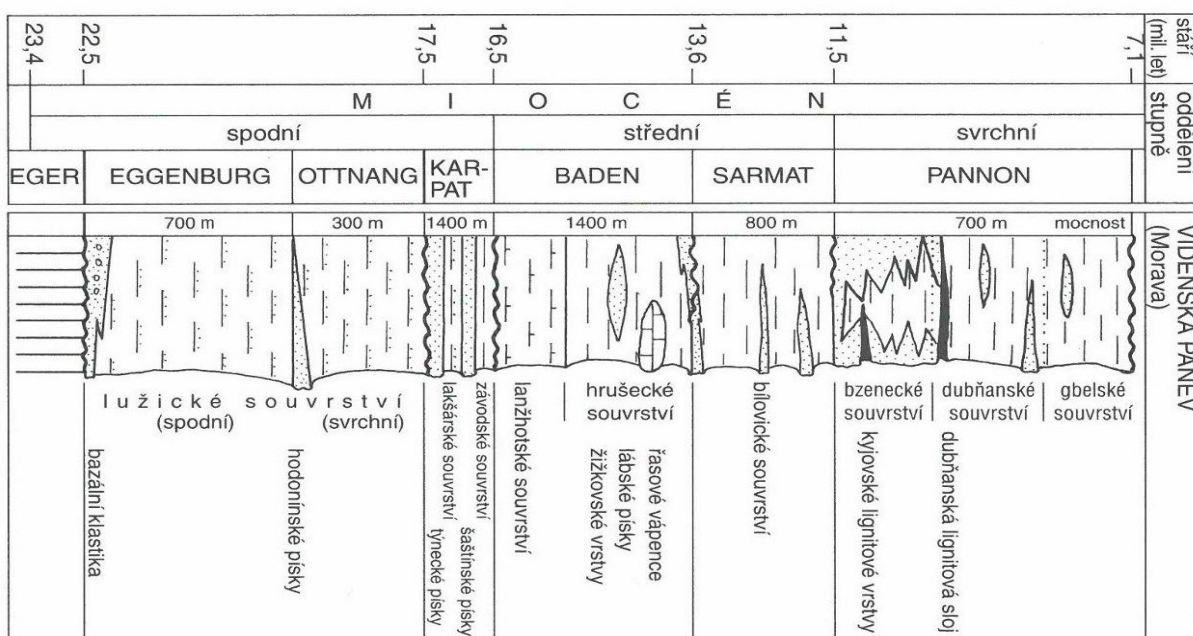 stáří
(mil. let)
23,4
22,5
17,5
16,5
13,6
11,5
7,1
oddělení
MIOCÉN
stupně
spodní
střední
svrchní
EGER
EGGENBURG
OTTNANG
KAR-
PAT
BADEN
SARMAT
PANNON
VÍDEŇSKÁ PÁNEV
(Morava)
700 m
300 m
1400 m
1400 m
800 m
700 m
mocnost
lužické souvrství
(spodní)
(svrchní)
bazální klastika
hodonínské písky
lakšárské souvrství
týnecké písky
závodské souvrství
šaštínské písky
lanžhotské souvrství
hrušecké
souvrství
řasové vápence
lábské písky
žižkovské vrstvy
bílovické souvrství
bzenecké
souvrství
kyjovské lignitové vrstvy
dubňanské
souvrství
dubňanská lignitová sloj
gbelské
souvrství